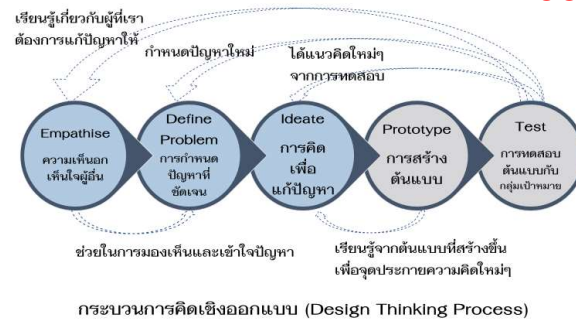 เรียนรู้เกี่ยวกับผู้ที่เรา
ต้องการแก้ปัญหาให้
กำหนดปัญหาใหม่
ได้แนวคิดใหม่ๆ
จากการทดสอบ
Empathise
ความเห็นอก
เห็นใจผู้อื่น
Define
Problem
การกำหนด
ปัญหาที่
ชัดเจน
Ideate
การคิด
เพื่อ
แก้ปัญหา
Prototype
การสร้าง
ต้นแบบ
Test
การทดสอบ
ต้นแบบกับ
กลุ่มเป้าหมาย
ช่วยในการมองเห็นและเข้าใจปัญหา
เรียนรู้จากต้นแบบที่สร้างขึ้น
เพื่อจุดประกายความคิดใหม่ๆ
กระบวนการคิดเชิงออกแบบ (Design Thinking Process)